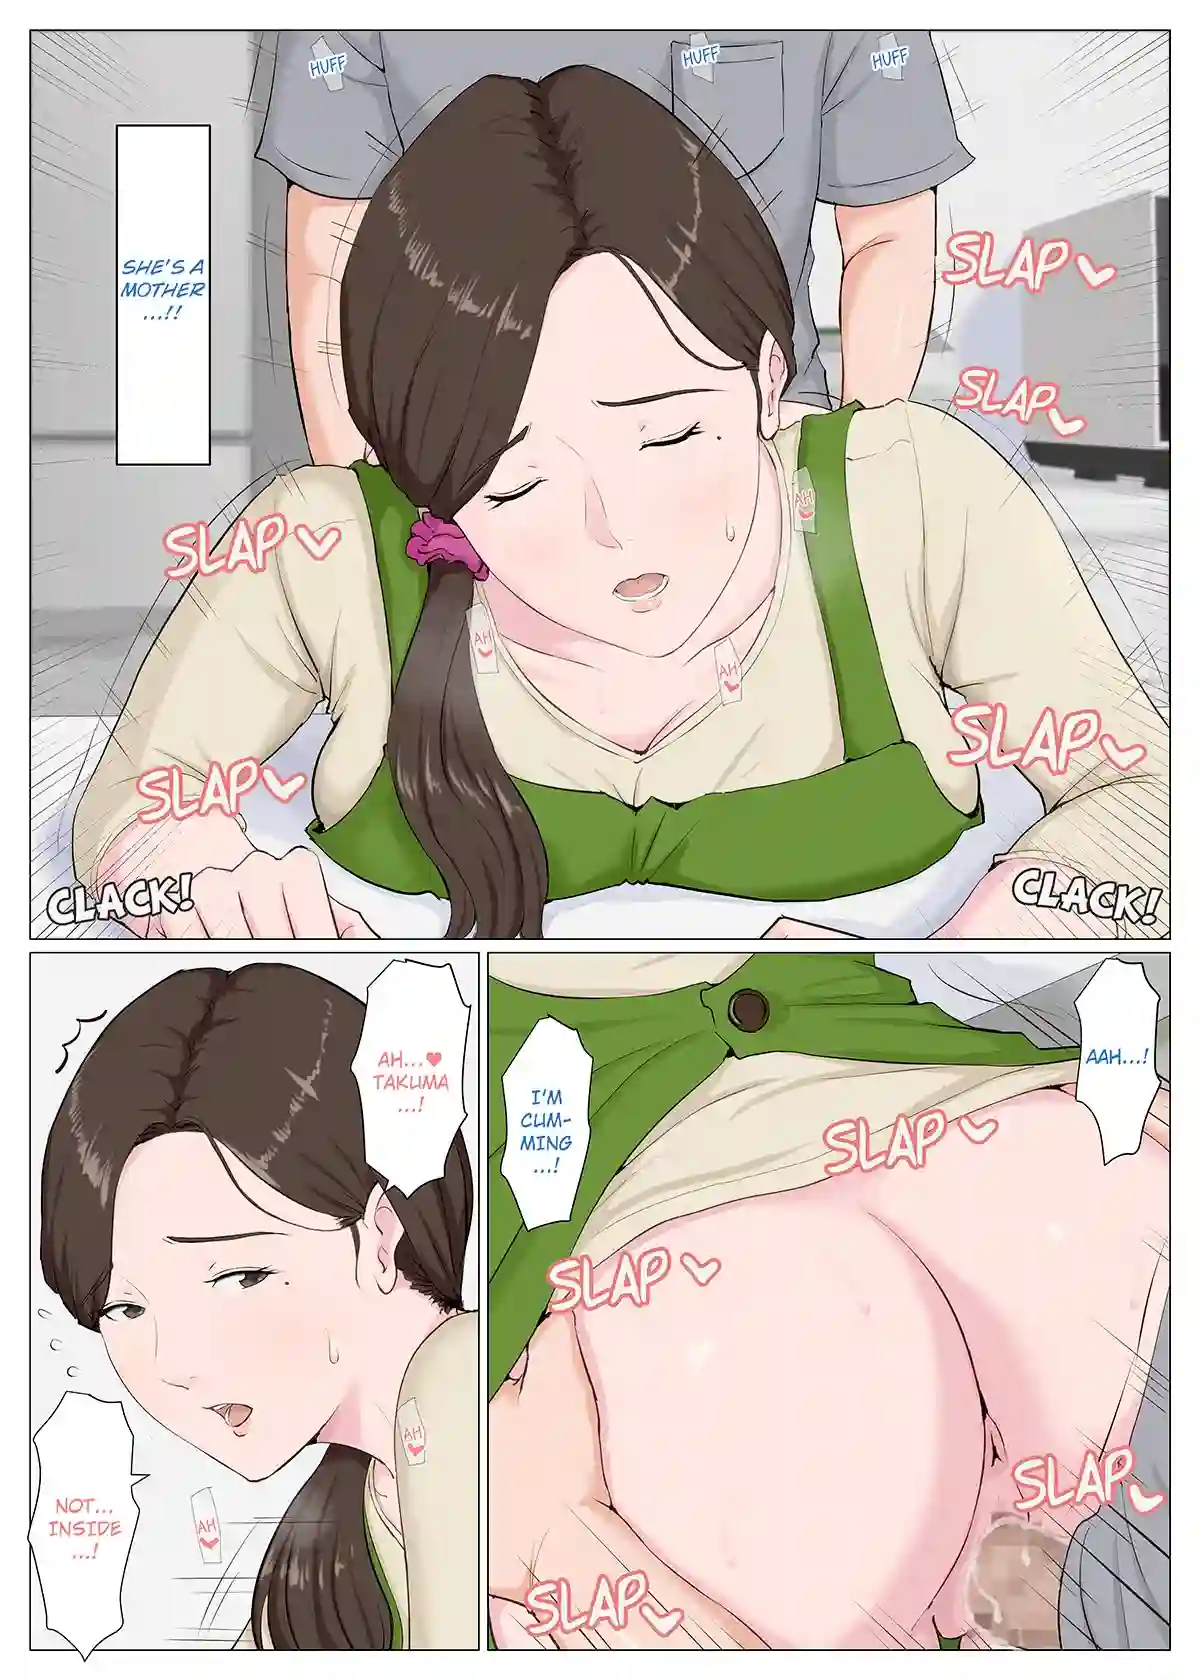 HUFF
HUFF
HUFF
SHE'S A
MOTHER
...!!
SLAP
SLAP
AH
SLAP
AH
AH
SLAP
SLAP
CLACK!
CLACK!
AH...♥
TAKUMA
...!
AH
NOT...
INSIDE
...!
AH
AAH...!
I'M
CUM-
MING
...!
SLAP
SLAP
SLAP
SLAP